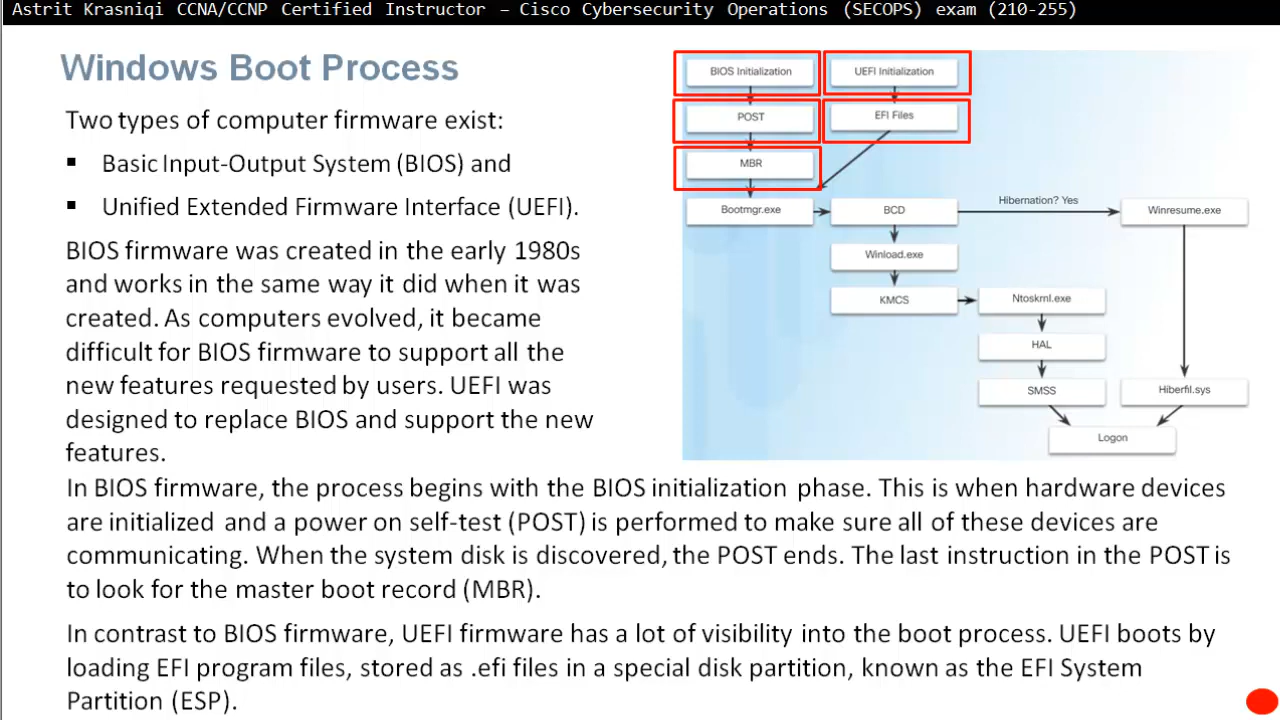 Astrit Krasniqi CCNA/CCNP Certified Instructor – Cisco Cybersecurity Operations (SECOPS) exam (210-255)
Windows Boot Process
Two types of computer firmware exist:
▪ Basic Input-Output System (BIOS) and
▪ Unified Extended Firmware Interface (UEFI).
BIOS firmware was created in the early 1980s
and works in the same way it did when it was
created. As computers evolved, it became
difficult for BIOS firmware to support all the
new features requested by users. UEFI was
designed to replace BIOS and support the new
features.
In BIOS firmware, the process begins with the BIOS initialization phase. This is when hardware devices
are initialized and a power on self-test (POST) is performed to make sure all of these devices are
communicating. When the system disk is discovered, the POST ends. The last instruction in the POST is
to look for the master boot record (MBR).
In contrast to BIOS firmware, UEFI firmware has a lot of visibility into the boot process. UEFI boots by
loading EFI program files, stored as .efi files in a special disk partition, known as the EFI System
Partition (ESP).
BIOS Initialization
UEFI Initialization
POST
EFI Files
MBR
Bootmgr.exe
BCD
Hibernation? Yes
Winresume.exe
Winload.exe
KMCS
Ntoskrnl.exe
HAL
SMSS
Hiberfil.sys
Logon